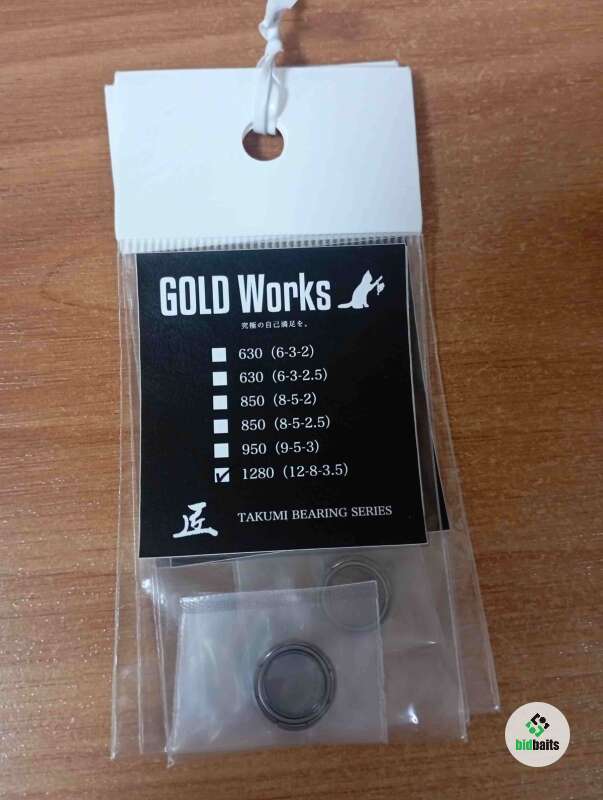 GOLD Works
究極の自己満足を。
630 (6-3-2)
630 (6-3-2.5)
850 (8-5-2)
850 (8-5-2.5)
950 (9-5-3)
1280 (12-8-3.5)
匠 TAKUMI BEARING SERIES
bidbaits